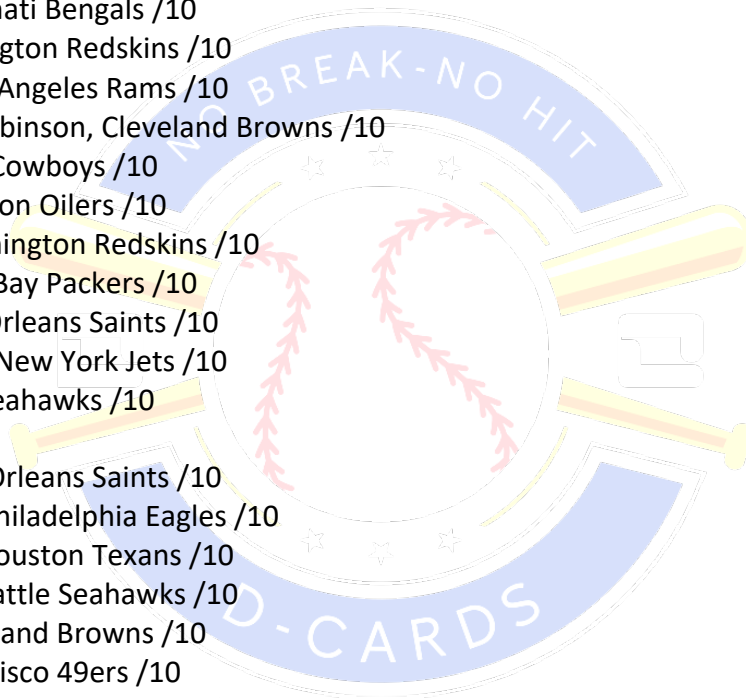 nati Bengals /10
gton Redskins /10
Angeles Rams /10
binson, Cleveland Browns /10
Cowboys /10
on Oilers /10
ington Redskins /10
Bay Packers /10
Orleans Saints /10
New York Jets /10
eahawks /10
Orleans Saints /10
hiladelphia Eagles /10
ouston Texans /10
attle Seahawks /10
and Browns /10
isco 49ers /10
NO BREAK-NO HIT
D-CARDS